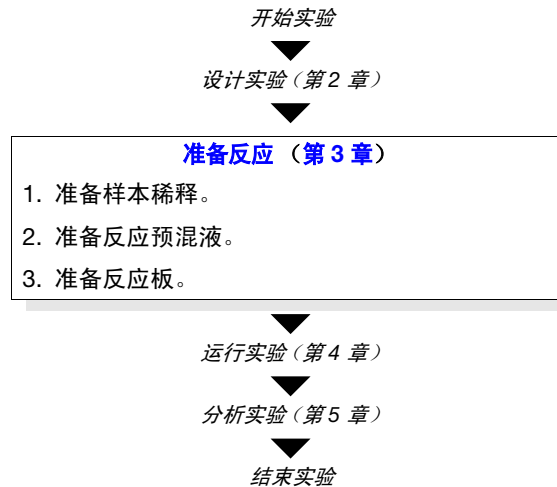 开始实验
设计实验（第 2 章）
准备反应 （第 3 章）
1. 准备样本稀释。
2. 准备反应预混液。
3. 准备反应板。
运行实验（第 4 章）
分析实验（第 5 章）
结束实验